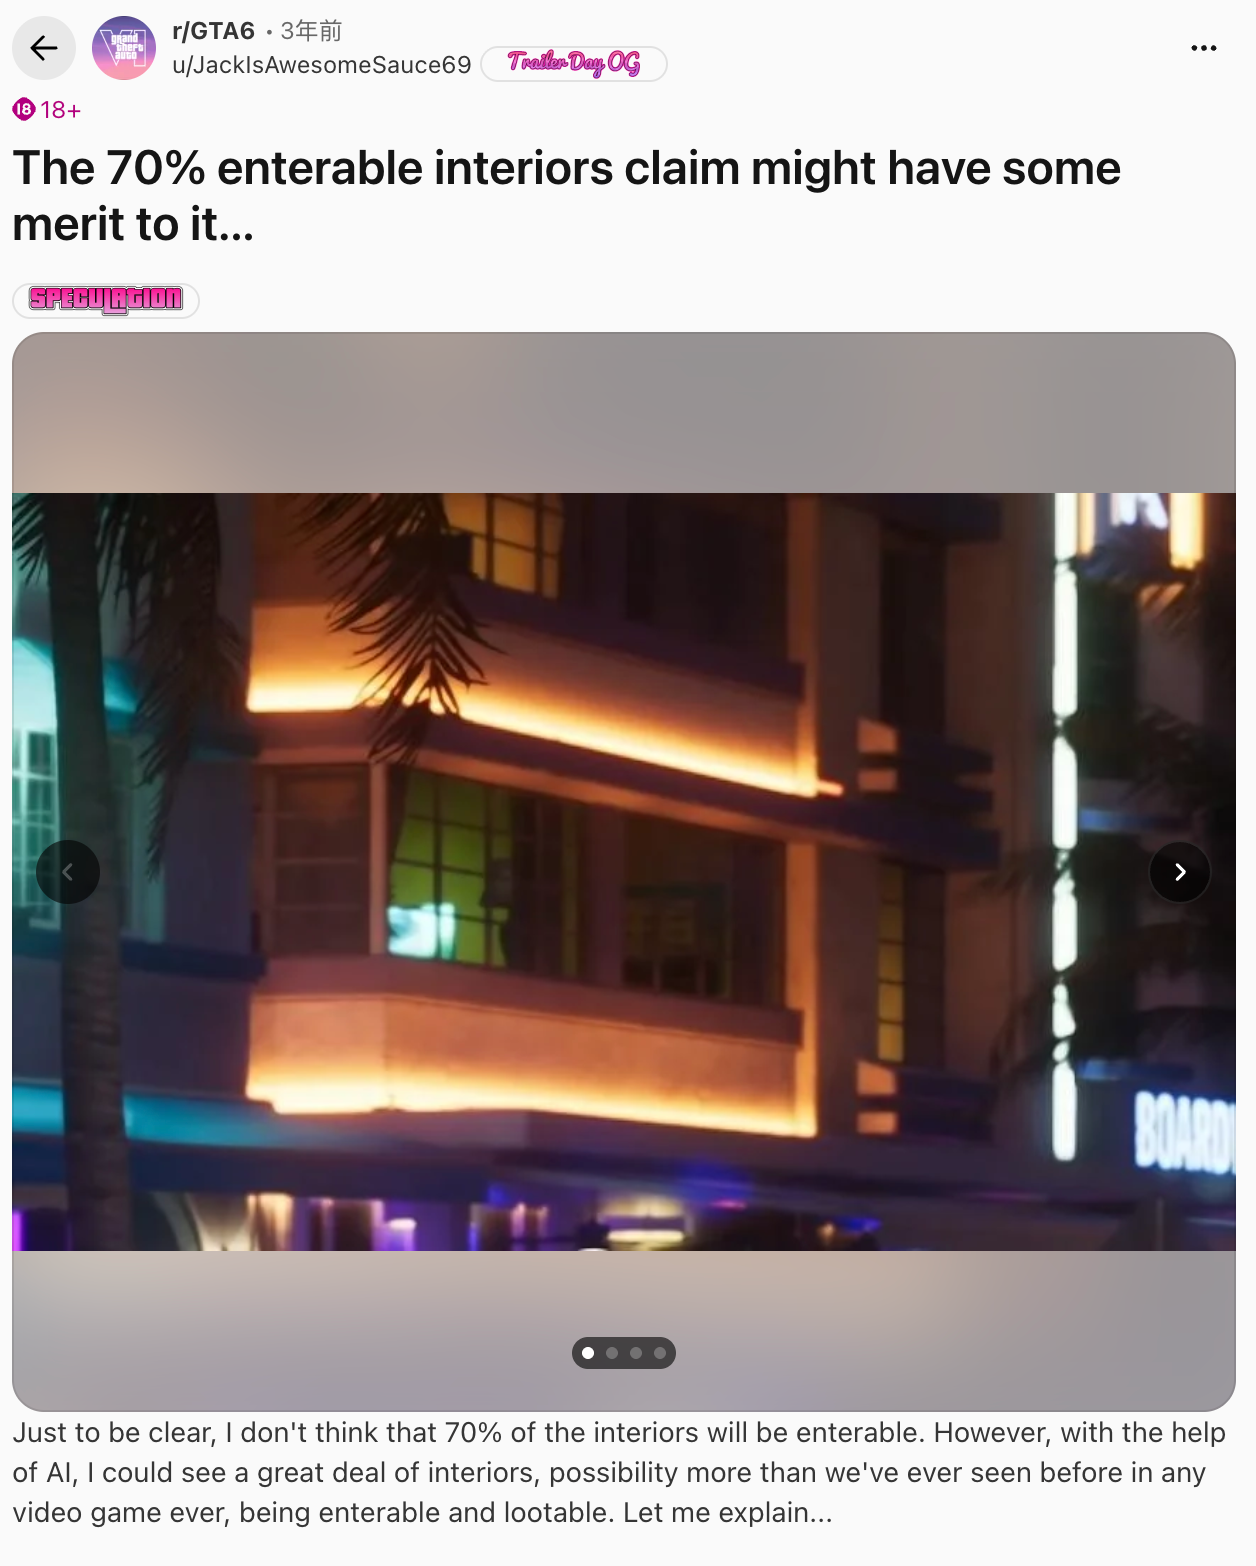 r/GTA6 • 3年前
u/JackIsAwesomeSauce69 Trailer Day OG
18 18+
The 70% enterable interiors claim might have some
merit to it...
SPECULATION
BOARD
Just to be clear, I don't think that 70% of the interiors will be enterable. However, with the help
of AI, I could see a great deal of interiors, possibility more than we've ever seen before in any
video game ever, being enterable and lootable. Let me explain...